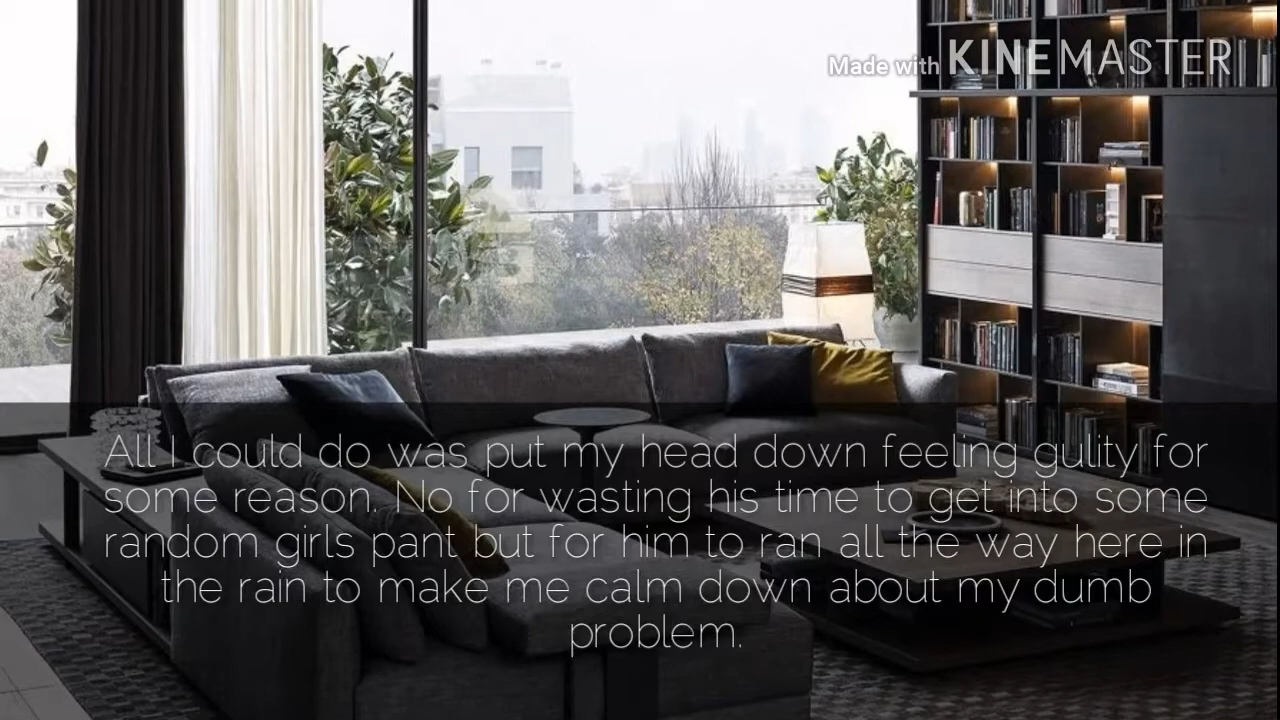 Made with KINEMASTER
All I could do was put my head down feeling gulity for
some reason. No for wasting his time to get into some
random girls pant but for him to ran all the way here in
the rain to make me calm down about my dumb
problem.